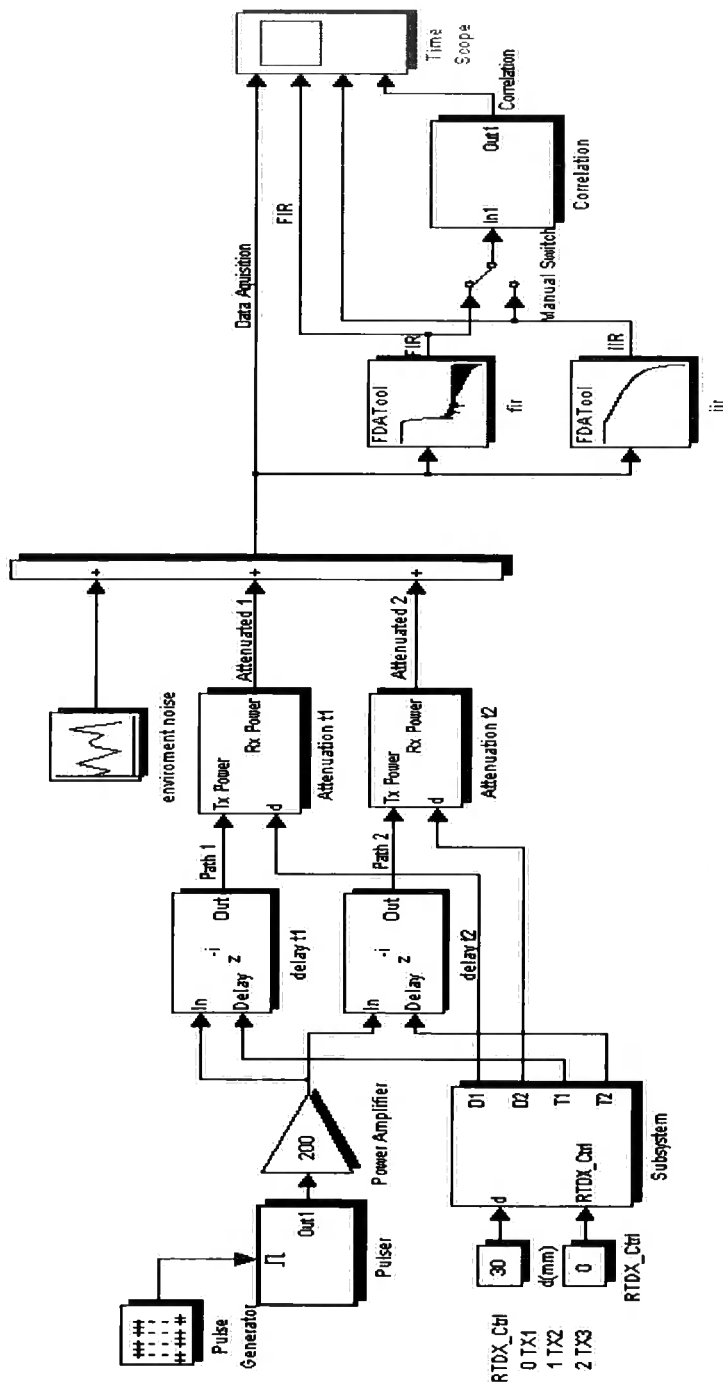 Pulse
Generator
Out1
Pulser
200
Power Amplifier
RTDX_Ctrl
0 TX1
1 TX2
2 TX3
30
d(mm)
0
RTDX_Ctrl
d
RTDX_Ctrl
D1
D2
T1
T2
Subsystem
In
Delay
-i
z
Out
delay t1
In
Delay
-i
z
Out
delay t2
Path 1
Path 2
Tx Power
d
Rx Power
Attenuation t1
Tx Power
d
Rx Power
Attenuation t2
enviroment noise
Attenuated 1
Attenuated 2
+
+
+
Data Aquisition
FDATool
fir
FIR
FIR
FDATool
iir
IIR
Manual Switch
In1
Out1
Correlation
Correlation
Time
Scope